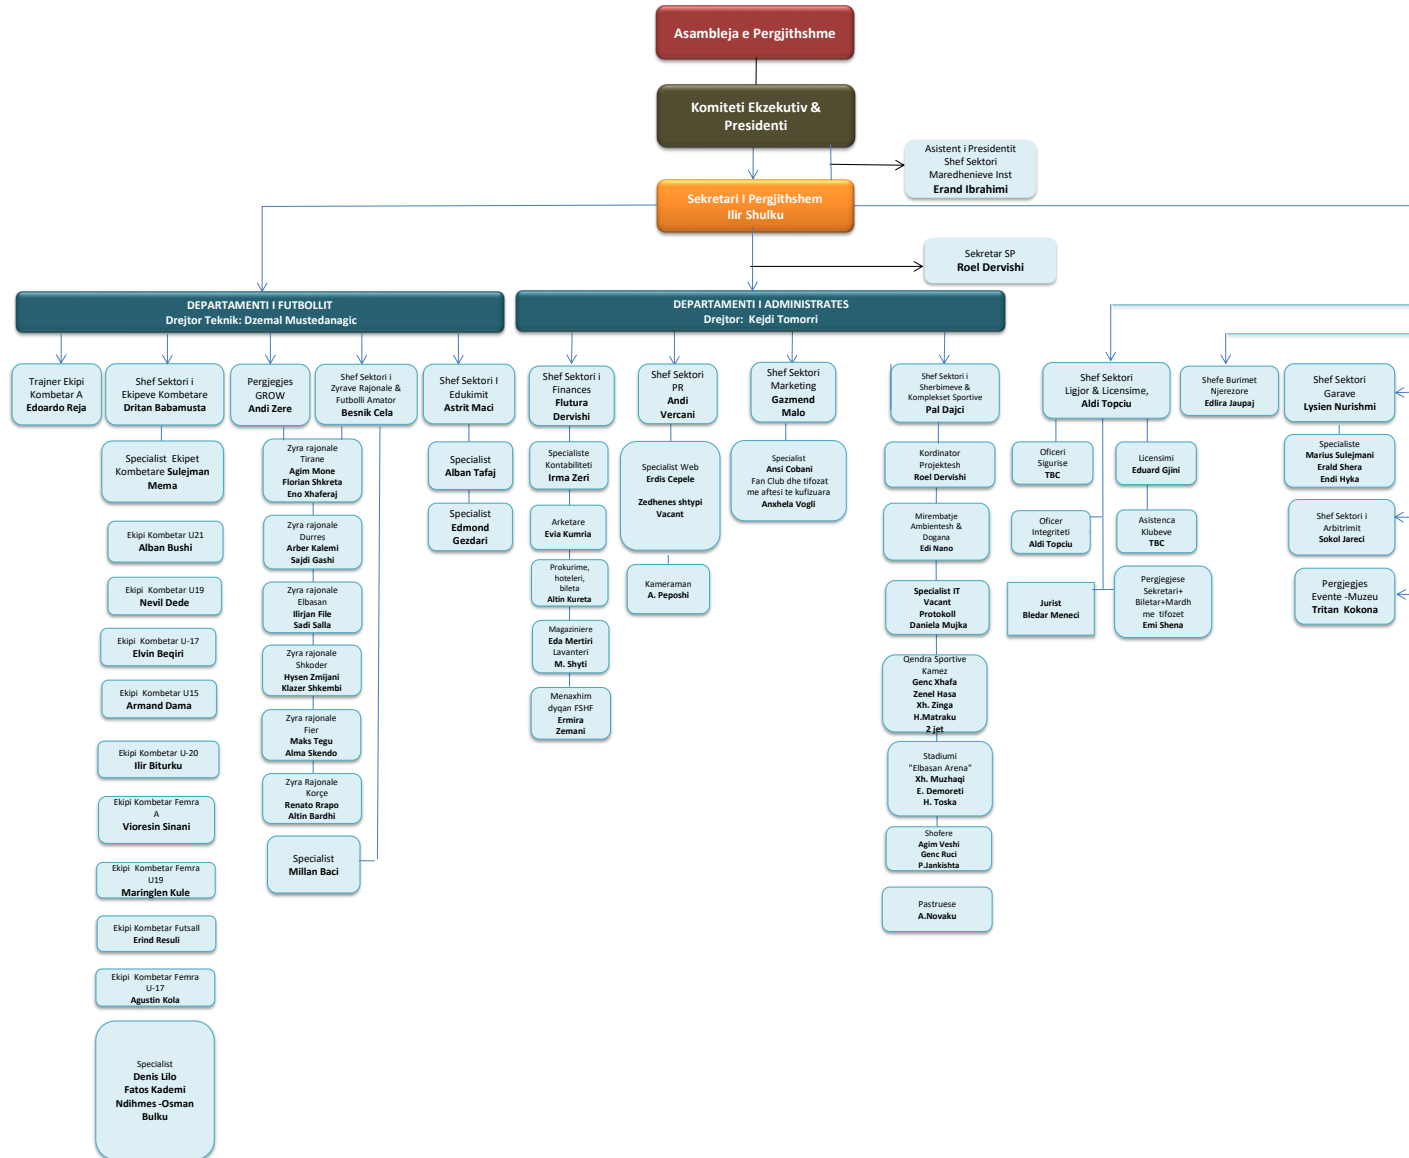 Asambleja e Pergjithshme
Komiteti Ekzekutiv &
Presidenti
Asistent i Presidentit
Shef Sektori
Maredhenieve Inst
Erand Ibrahimi
Sekretari I Pergjithshem
Ilir Shulku
Sekretar SP
Roel Dervishi
DEPARTAMENTI I FUTBOLLIT
Drejtor Teknik: Dzemal Mustedanagic
DEPARTAMENTI I ADMINISTRATES
Drejtor: Kejdi Tomorri
Trajner Ekipi
Kombetar A
Edoardo Reja
Shef Sektori i
Ekipeve Kombetare
Dritan Babamusta
Specialist Ekipet
Kombetare Sulejman
Mema
Ekipi Kombetar U21
Alban Bushi
Ekipi Kombetar U19
Nevil Dede
Ekipi Kombetar U-17
Elvin Beqiri
Ekipi Kombetar U15
Armand Dama
Ekipi Kombetar U-20
Ilir Biturku
Ekipi Kombetar Femra
A
Vioresin Sinani
Ekipi Kombetar Femra
U19
Maringlen Kule
Ekipi Kombetar Futsall
Erind Resuli
Ekipi Kombetar Femra
U-17
Agustin Kola
Specialist
Denis Lilo
Fatos Kademi
Ndihmes -Osman
Bulku
Pergjegjes
GROW
Andi Zere
Shef Sektori i
Zyrave Rajonale &
Futbolli Amator
Besnik Cela
Zyra rajonale
Tirane
Agim Mone
Florian Shkreta
Eno Xhaferaj
Zyra rajonale
Durres
Arber Kalemi
Sajdi Gashi
Zyra rajonale
Elbasan
Ilirjan File
Sadi Salla
Zyra rajonale
Shkoder
Hysen Zmijani
Klazer Shkembi
Zyra rajonale
Fier
Maks Tegu
Alma Skendo
Zyra Rajonale
Korçe
Renato Rrapo
Altin Bardhi
Specialist
Millan Baci
Shef Sektori I
Edukimit
Astrit Maci
Specialist
Alban Tafaj
Specialist
Edmond
Gezdari
Shef Sektori i
Finances
Flutura
Dervishi
Specialiste
Kontabiliteti
Irma Zeri
Arketare
Evia Kumria
Prokurime,
hoteleri,
bileta
Altin Kureta
Magaziniere
Eda Mertiri
Lavanteri
M. Shyti
Menaxhim
dyqan FSHF
Ermira
Zemani
Shef Sektori
PR
Andi
Vercani
Specialist Web
Erdis Cepele
Zedhenes shtypi
Vacant
Kameraman
A. Peposhi
Shef Sektori
Marketing
Gazmend
Malo
Specialist
Ansi Cobani
Fan Club dhe tifozat
me aftesi te kufizuara
Anxhela Vogli
Shef Sektori i
Sherbimeve &
Komplekset Sportive
Pal Dajci
Kordinator
Projektesh
Roel Dervishi
Mirembatje
Ambientesh &
Dogana
Edi Nano
Specialist IT
Vacant
Protokoll
Daniela Mujka
Qendra Sportive
Kamez
Genc Xhafa
Zenel Hasa
Xh. Zinga
H.Matraku
2 jet
Stadiumi
"Elbasan Arena"
Xh. Muzhaqi
E. Demoreti
H. Toska
Shofere
Agim Veshi
Genc Ruci
P.Jankishta
Pastruese
A.Novaku
Shef Sektori
Ligjor & Licensime,
Aldi Topciu
Oficeri
Sigurise
TBC
Licensimi
Eduard Gjini
Oficer
Integriteti
Aldi Topciu
Asistenca
Klubeve
TBC
Jurist
Bledar Meneci
Pergjegjese
Sekretari+
Biletar+Mardh
me tifozet
Emi Shena
Shefe Burimet
Njerezore
Edlira Jaupaj
Shef Sektori
Garave
Lysien Nurishmi
Specialiste
Marius Sulejmani
Erald Shera
Endi Hyka
Shef Sektori i
Arbitrimit
Sokol Jareci
Pergjegjes
Evente -Muzeu
Tritan Kokona